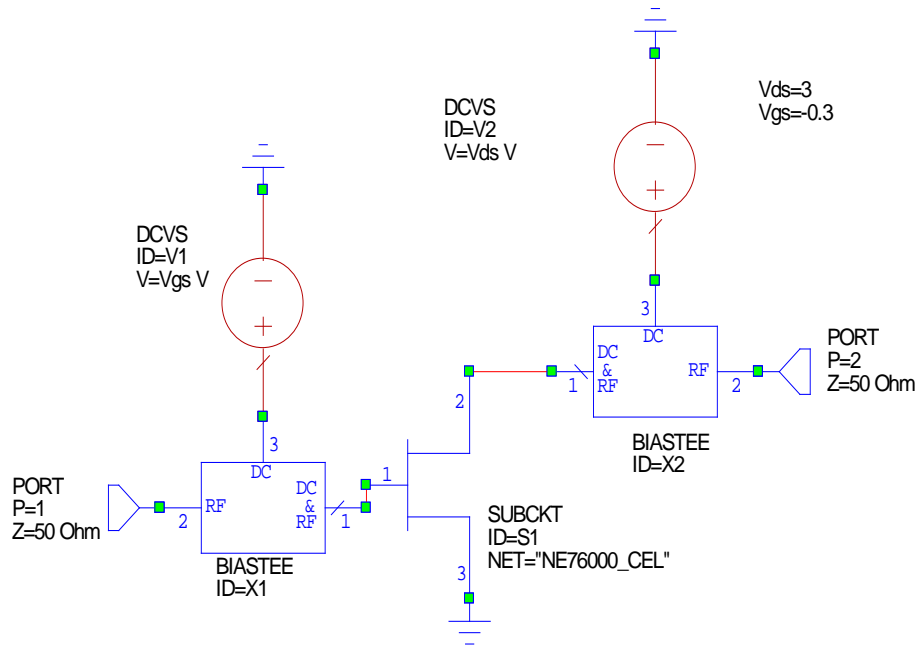 DCVS
ID=V2
V=Vds V
Vds=3
Vgs=-0.3
DCVS
ID=V1
V=Vgs V
3
DC
DC
&
RF
1
RF
2
PORT
P=2
Z=50 Ohm
BIASTEE
ID=X2
2
1
3
PORT
P=1
Z=50 Ohm
2
RF
3
DC
DC
&
RF
1
BIASTEE
ID=X1
SUBCKT
ID=S1
NET="NE76000_CEL"